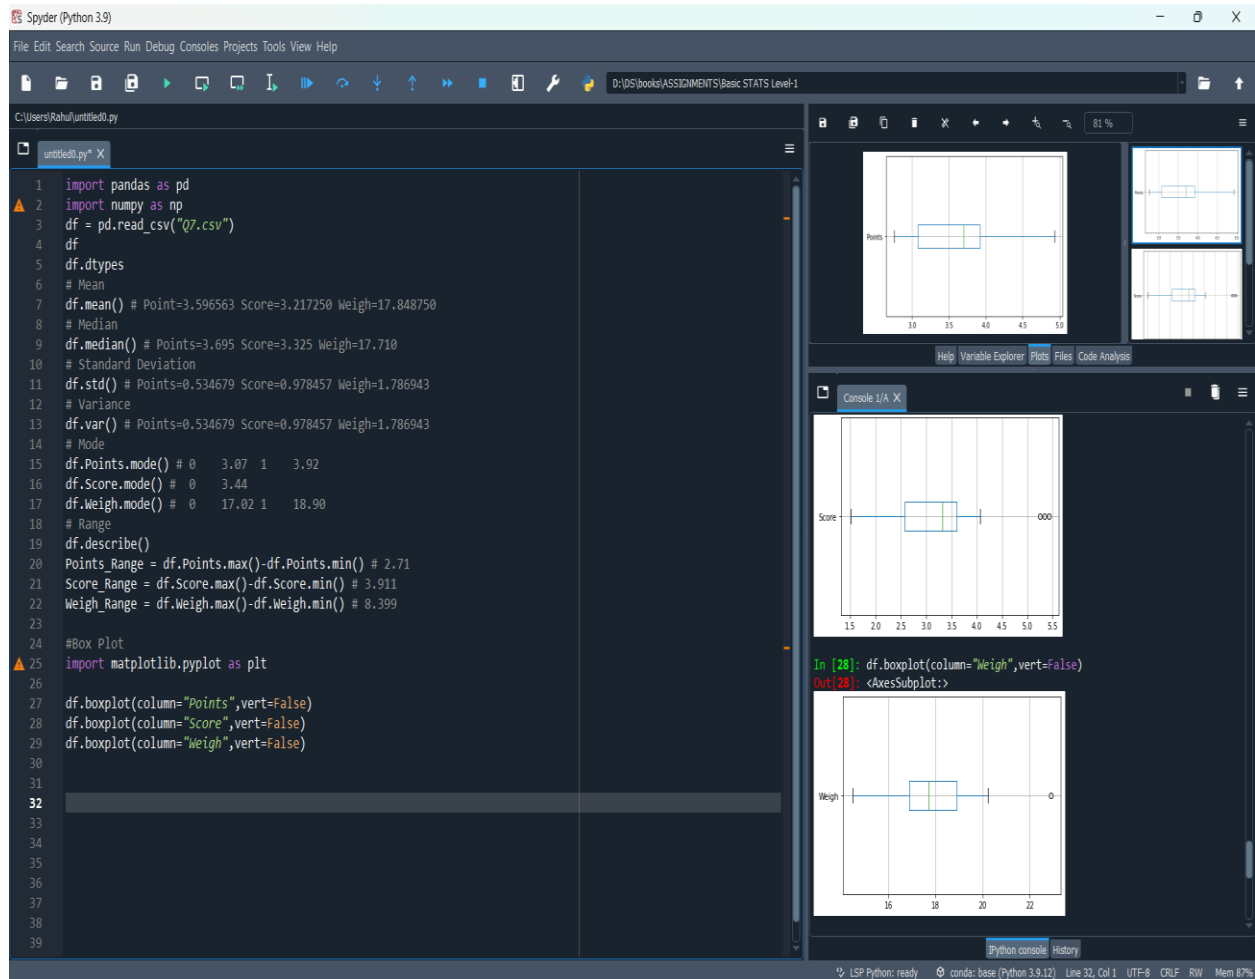 Spyder (Python 3.9)
File Edit Search Source Run Debug Consoles Projects Tools View Help
D:\DS\books\ASSIGNMENTS\Basic STATS Level-1
C:\Users\Rahul\untitled0.py
untitled0.py* X
1 import pandas as pd
2 import numpy as np
3 df = pd.read_csv("Q7.csv")
4 df
5 df.dtypes
6 # Mean
7 df.mean() # Point=3.596563 Score=3.217250 Weigh=17.848750
8 # Median
9 df.median() # Points=3.695 Score=3.325 Weigh=17.710
10 # Standard Deviation
11 df.std() # Points=0.534679 Score=0.978457 Weigh=1.786943
12 # Variance
13 df.var() # Points=0.534679 Score=0.978457 Weigh=1.786943
14 # Mode
15 df.Points.mode() # 0 3.07 1 3.92
16 df.Score.mode() # 0 3.44
17 df.Weigh.mode() # 0 17.02 1 18.90
18 # Range
19 df.describe()
20 Points_Range = df.Points.max()-df.Points.min() # 2.71
21 Score_Range = df.Score.max()-df.Score.min() # 3.911
22 Weigh_Range = df.Weigh.max()-df.Weigh.min() # 8.399
23
24 #Box Plot
25 import matplotlib.pyplot as plt
26
27 df.boxplot(column="Points",vert=False)
28 df.boxplot(column="Score",vert=False)
29 df.boxplot(column="Weigh",vert=False)
30
31
32
33
34
35
36
37
38
39
81 %
Points
3.0 3.5 4.0 4.5 5.0
Help Variable Explorer Plots Files Code Analysis
Console 1/A X
Score
1.5 2.0 2.5 3.0 3.5 4.0 4.5 5.0 5.5
In [28]: df.boxplot(column="Weigh",vert=False)
Out[28]: <AxesSubplot:>
Weigh
16 18 20 22
IPython console History
LSP Python: ready conda: base (Python 3.9.12) Line 32, Col 1 UTF-8 CRLF RW Mem 87%